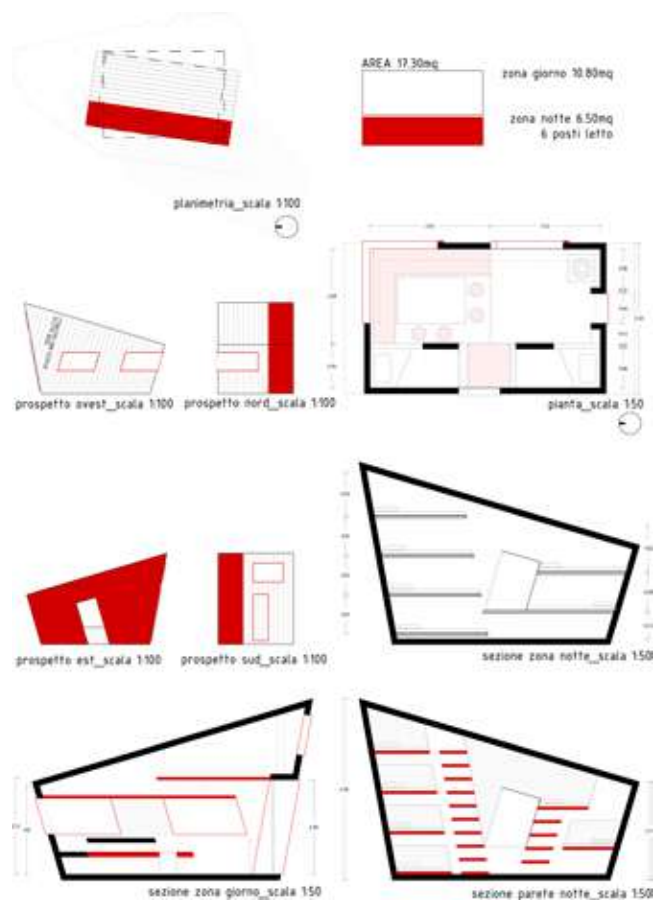 AREA 17.30mq
zona giorno 10.80mq
zona notte 6.50mq
6 posti letto
planimetria_scala 1:100
prospetto ovest_scala 1:100
prospetto nord_scala 1:100
pianta_scala 1:50
prospetto est_scala 1:100
prospetto sud_scala 1:100
sezione zona notte_scala 1:50
sezione zona giorno_scala 1:50
sezione parete notte_scala 1:50